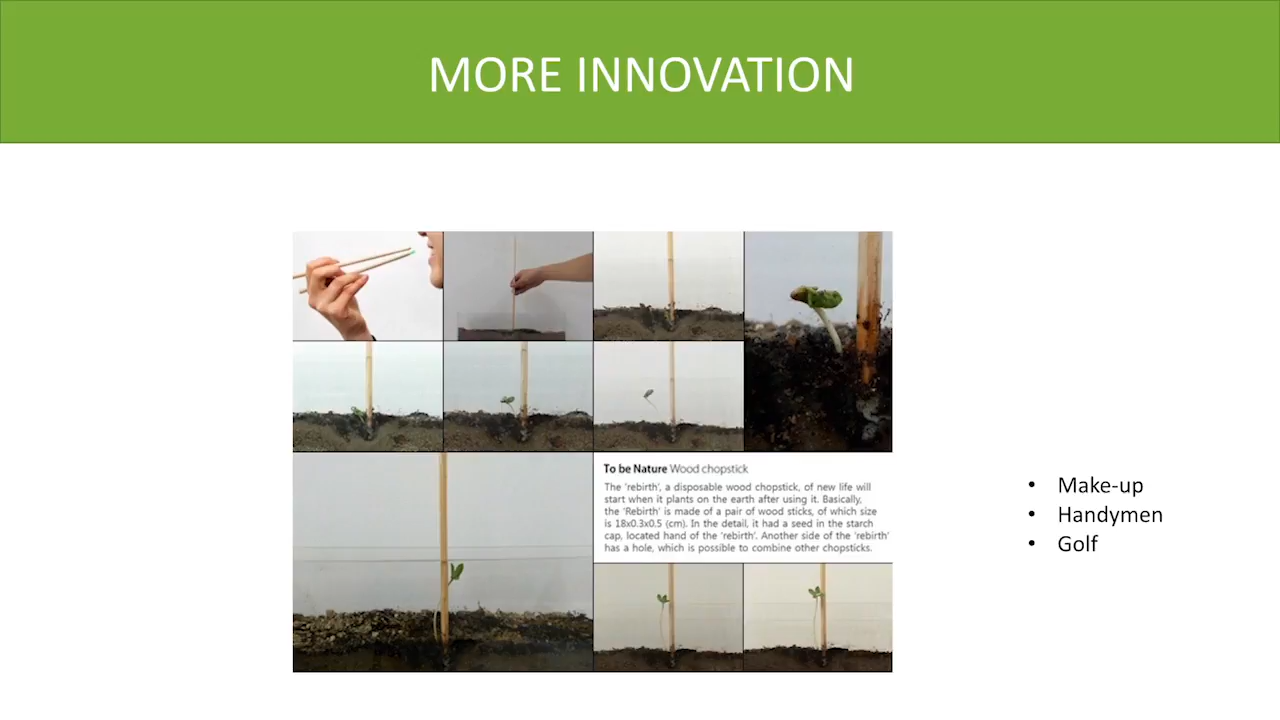 MORE INNOVATION
To be Nature Wood chopstick
The 'rebirth', a disposable wood chopstick, of new life will
start when it plants on the earth after using it. Basically,
the 'Rebirth' is made of a pair of wood sticks, of which size
is 18x0.3x0.5 (cm). In the detail, it had a seed in the starch
cap, located hand of the 'rebirth'. Another side of the 'rebirth'
has a hole, which is possible to combine other chopsticks.
• Make-up
• Handymen
• Golf